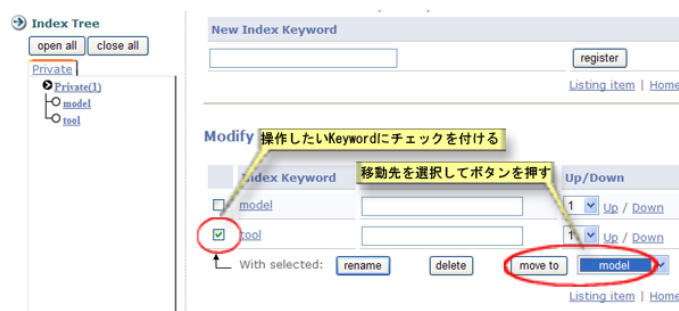 Index Tree
open all close all
Private
Private(1)
model
tool
New Index Keyword
register
Listing item | Home
Modify
操作したいKeywordにチェックを付ける
移動先を選択してボタンを押す
Index Keyword Up/Down
model 1 Up / Down
tool 1 Up / Down
With selected: rename delete move to model
Listing item | Home